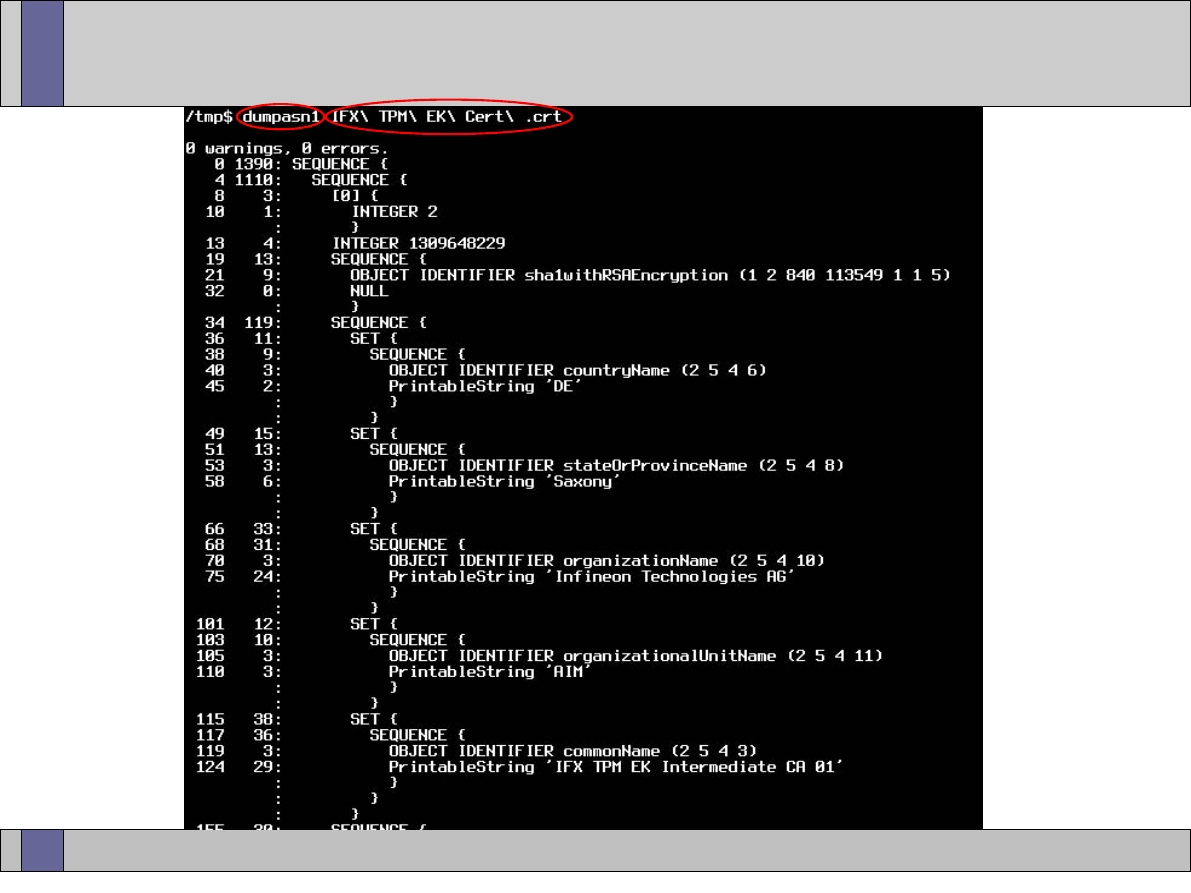 /tmp$ dumpasn1 IFX\ TPM\ EK\ Cert\ .crt
0 warnings, 0 errors.
0 1390: SEQUENCE {
4 1110: SEQUENCE {
8 3: [0] {
10 1: INTEGER 2
: }
13 4: INTEGER 1309648229
19 13: SEQUENCE {
21 9: OBJECT IDENTIFIER sha1withRSAEncryption (1 2 840 113549 1 1 5)
32 0: NULL
: }
34 119: SEQUENCE {
36 11: SET {
38 9: SEQUENCE {
40 3: OBJECT IDENTIFIER countryName (2 5 4 6)
45 2: PrintableString 'DE'
: }
: }
49 15: SET {
51 13: SEQUENCE {
53 3: OBJECT IDENTIFIER stateOrProvinceName (2 5 4 8)
58 6: PrintableString 'Saxony'
: }
: }
66 33: SET {
68 31: SEQUENCE {
70 3: OBJECT IDENTIFIER organizationName (2 5 4 10)
75 24: PrintableString 'Infineon Technologies AG'
: }
: }
101 12: SET {
103 10: SEQUENCE {
105 3: OBJECT IDENTIFIER organizationalUnitName (2 5 4 11)
110 3: PrintableString 'AIM'
: }
: }
115 38: SET {
117 36: SEQUENCE {
119 3: OBJECT IDENTIFIER commonName (2 5 4 3)
124 29: PrintableString 'IFX TPM EK Intermediate CA 01'
: }
: }
: }
155 30: SEQUENCE {